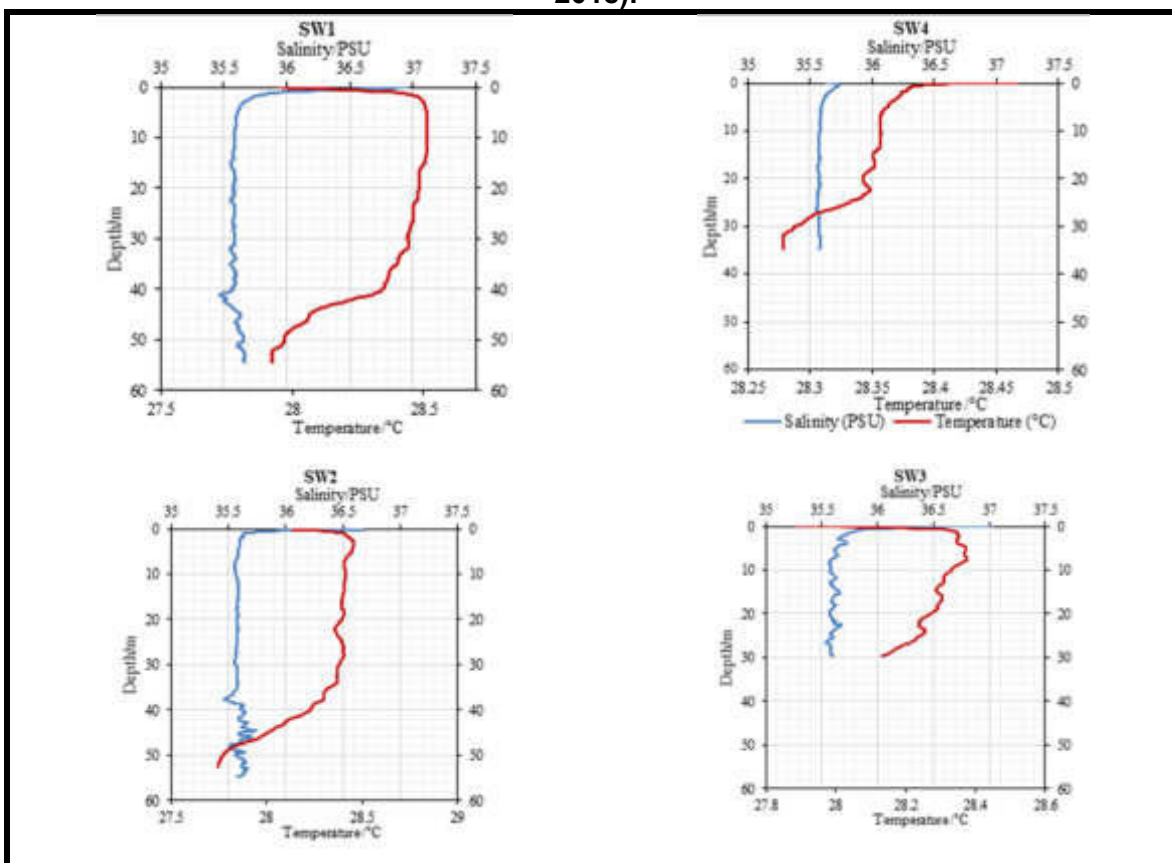 SW1
Salinity/PSU
35 35.5 36 36.5 37 37.5
0 0
10 10
20 20
30 30
40 40
50 50
60 60
Depth/m
27.5 28 28.5
Temperature/°C
SW4
Salinity/PSU
35 35.5 36 36.5 37 37.5
0 0
10 10
20 20
30 30
40 40
50 50
60 60
Depth/m
28.25 28.3 28.35 28.4 28.45 28.5
Temperature/°C
Salinity (PSU) Temperature (°C)
SW2
Salinity/PSU
35 35.5 36 36.5 37 37.5
0 0
10 10
20 20
30 30
40 40
50 50
60 60
Depth/m
27.5 28 28.5 29
Temperature/°C
SW3
Salinity/PSU
35 35.5 36 36.5 37 37.5
0 0
10 10
20 20
30 30
40 40
50 50
60 60
Depth/m
27.8 28 28.2 28.4 28.6
Temperature/°C